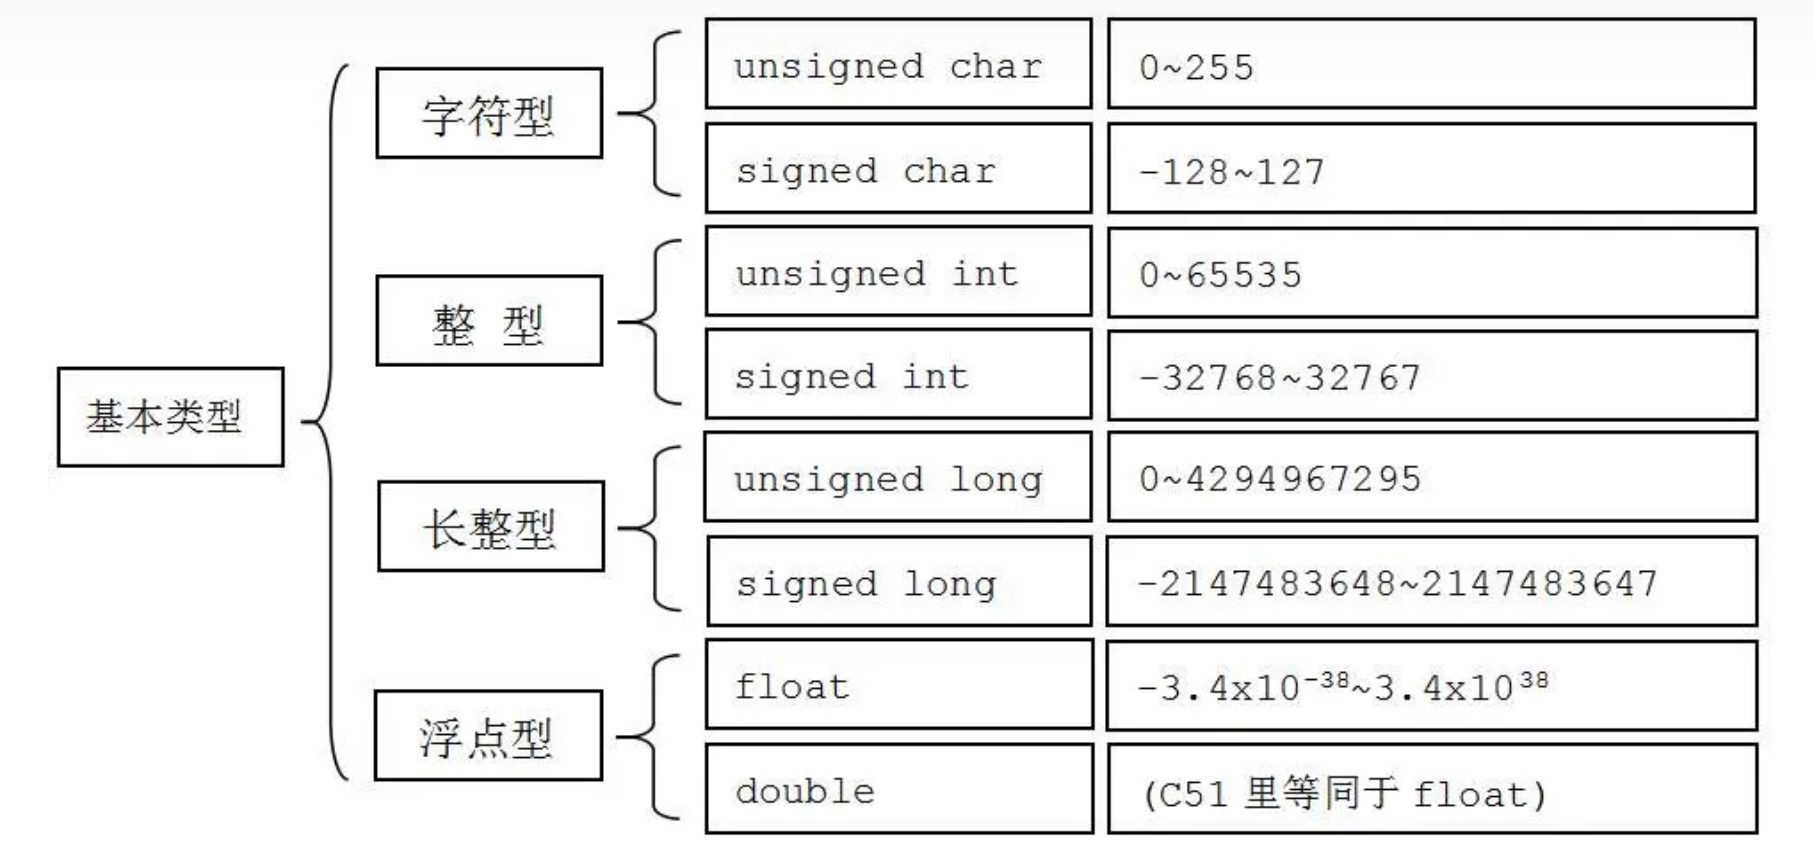 基本类型
字符型
unsigned char 0~255
signed char -128~127
整 型
unsigned int 0~65535
signed int -32768~32767
长整型
unsigned long 0~4294967295
signed long -2147483648~2147483647
浮点型
float -3.4x10⁻³⁸~3.4x10³⁸
double (C51 里等同于 float)